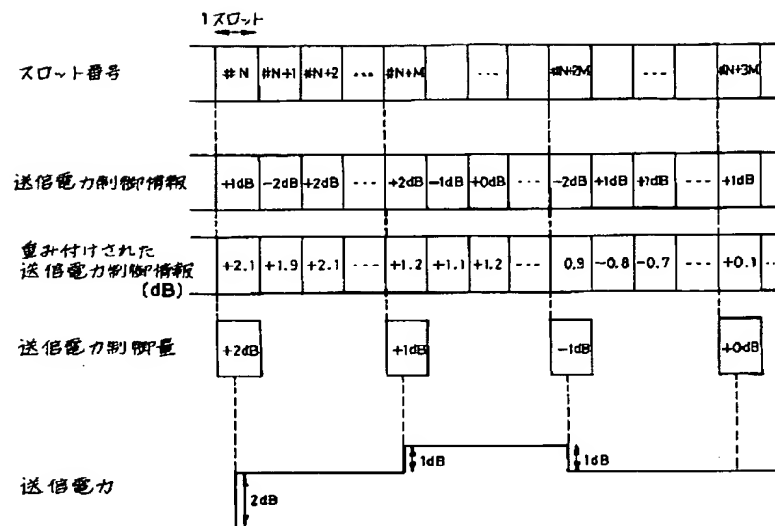 1スロット
スロット番号 #N #N+1 #N+2 ... #N+M ... #N+2M ... #N+3M
送信電力制御情報 +1dB -2dB +2dB --- +2dB -1dB +0dB --- -2dB +1dB +1dB --- +1dB
重み付けされた
送信電力制御情報 +2.1 +1.9 +2.1 --- +1.2 +1.1 +1.2 --- 0.9 -0.8 -0.7 --- +0.1
(dB)
送信電力制御量 +2dB +1dB -1dB +0dB
1dB 1dB
送信電力
2dB